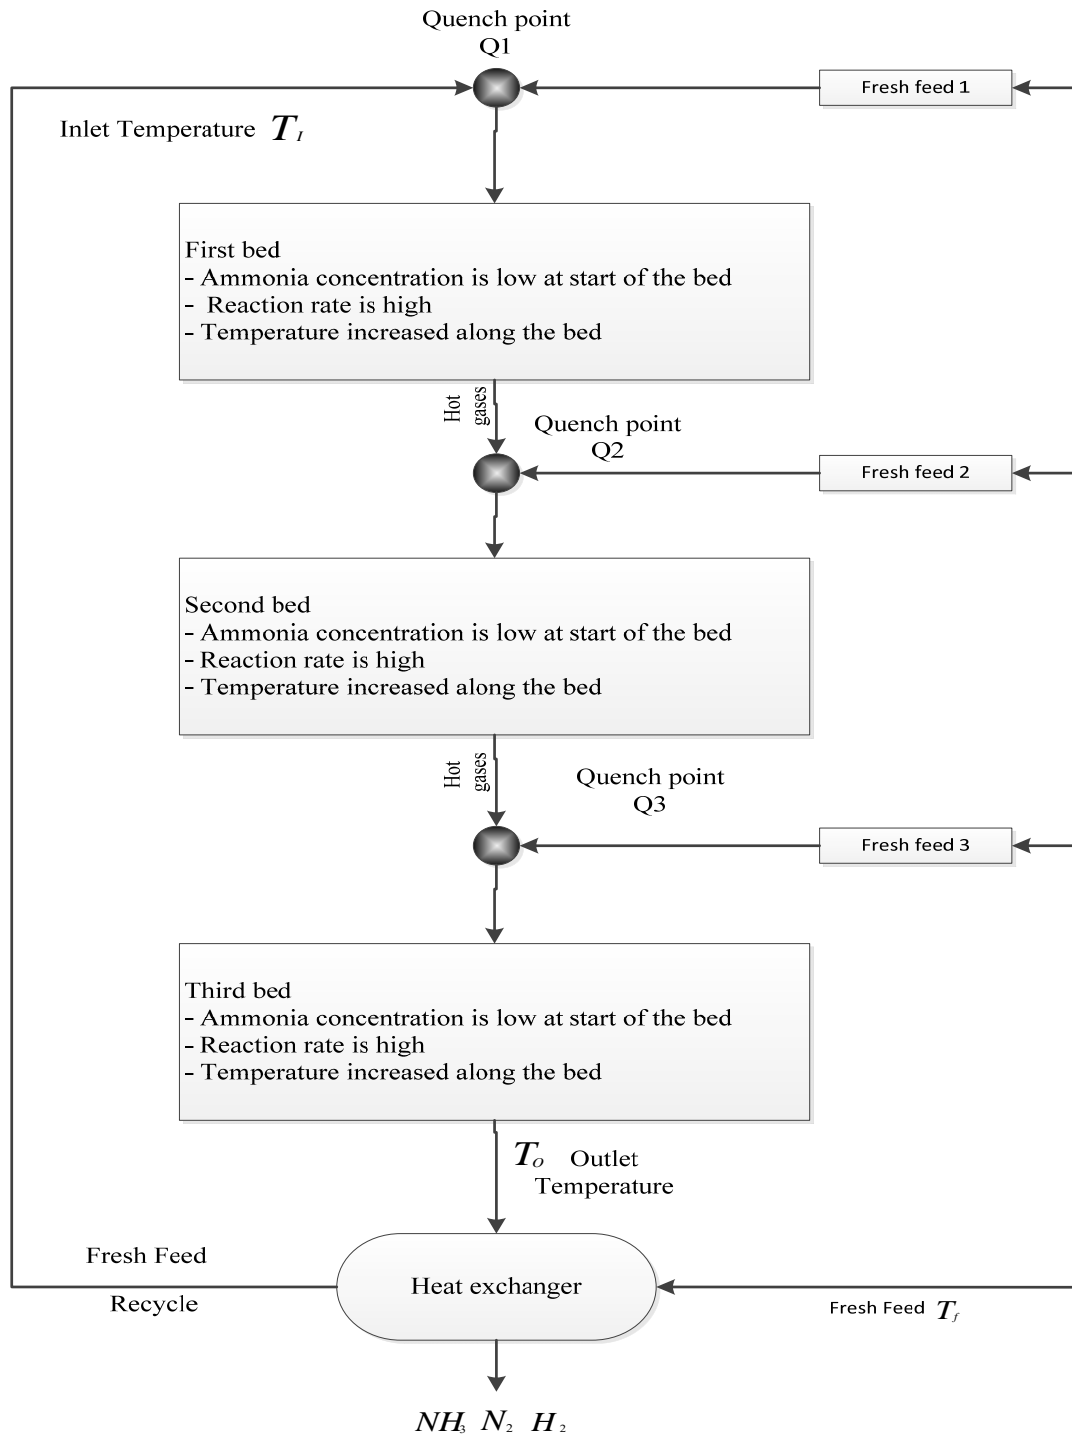 Quench point
Q1
Fresh feed 1
Inlet Temperature T_I
First bed
- Ammonia concentration is low at start of the bed
- Reaction rate is high
- Temperature increased along the bed
Hot
gases
Quench point
Q2
Fresh feed 2
Second bed
- Ammonia concentration is low at start of the bed
- Reaction rate is high
- Temperature increased along the bed
Hot
gases
Quench point
Q3
Fresh feed 3
Third bed
- Ammonia concentration is low at start of the bed
- Reaction rate is high
- Temperature increased along the bed
T_O Outlet
Temperature
Fresh Feed
Recycle
Heat exchanger
Fresh Feed T_f
NH₃ N₂ H₂